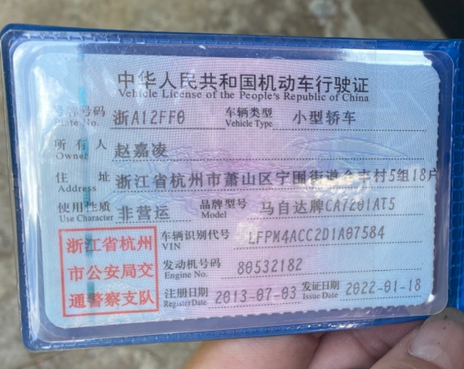 中华人民共和国机动车行驶证
Vehicle License of the People's Republic of China
号码 浙A12FF0 车辆类型 小型轿车
Plate No. Vehicle Type
所有人 赵嘉凌
Owner
住址 浙江省杭州市萧山区宁围街道 丰村5组18户
Address
使用性质 非营运 品牌型号 马自达牌CA7201AT5
Use Character Model
浙江省杭州
市公安局交
通警察支队
车辆识别代号 LFPM4ACC2D1A07584
VIN
发动机号码 80532182
Engine No.
注册日期 2013-07-03 发证日期 2022-01-18
Register Date Issue Date